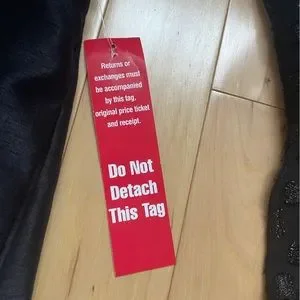 Returns or
exchanges must
be accompanied
by this tag,
original price ticket
and receipt.
Do Not
Detach
This Tag